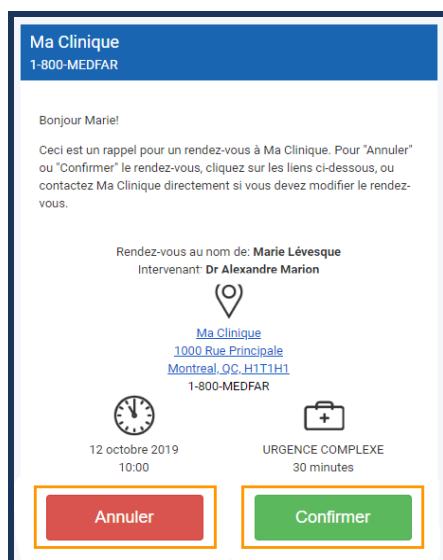 Ma Clinique
1-800-MEDFAR
Bonjour Marie!
Ceci est un rappel pour un rendez-vous à Ma Clinique. Pour "Annuler"
ou "Confirmer" le rendez-vous, cliquez sur les liens ci-dessous, ou
contactez Ma Clinique directement si vous devez modifier le rendez-
vous.
Rendez-vous au nom de: Marie Lévesque
Intervenant: Dr Alexandre Marion
Ma Clinique
1000 Rue Principale
Montreal, QC, H1T1H1
1-800-MEDFAR
12 octobre 2019
10:00
URGENCE COMPLEXE
30 minutes
Annuler
Confirmer